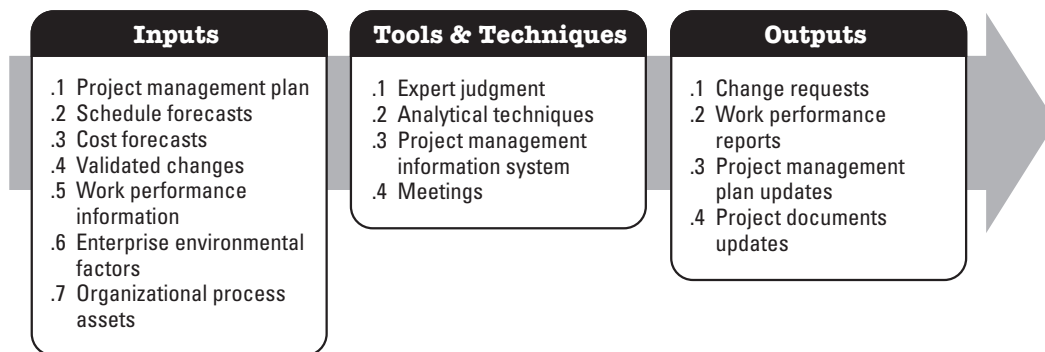 Inputs
.1 Project management plan
.2 Schedule forecasts
.3 Cost forecasts
.4 Validated changes
.5 Work performance
information
.6 Enterprise environmental
factors
.7 Organizational process
assets
Tools & Techniques
.1 Expert judgment
.2 Analytical techniques
.3 Project management
information system
.4 Meetings
Outputs
.1 Change requests
.2 Work performance
reports
.3 Project management
plan updates
.4 Project documents
updates